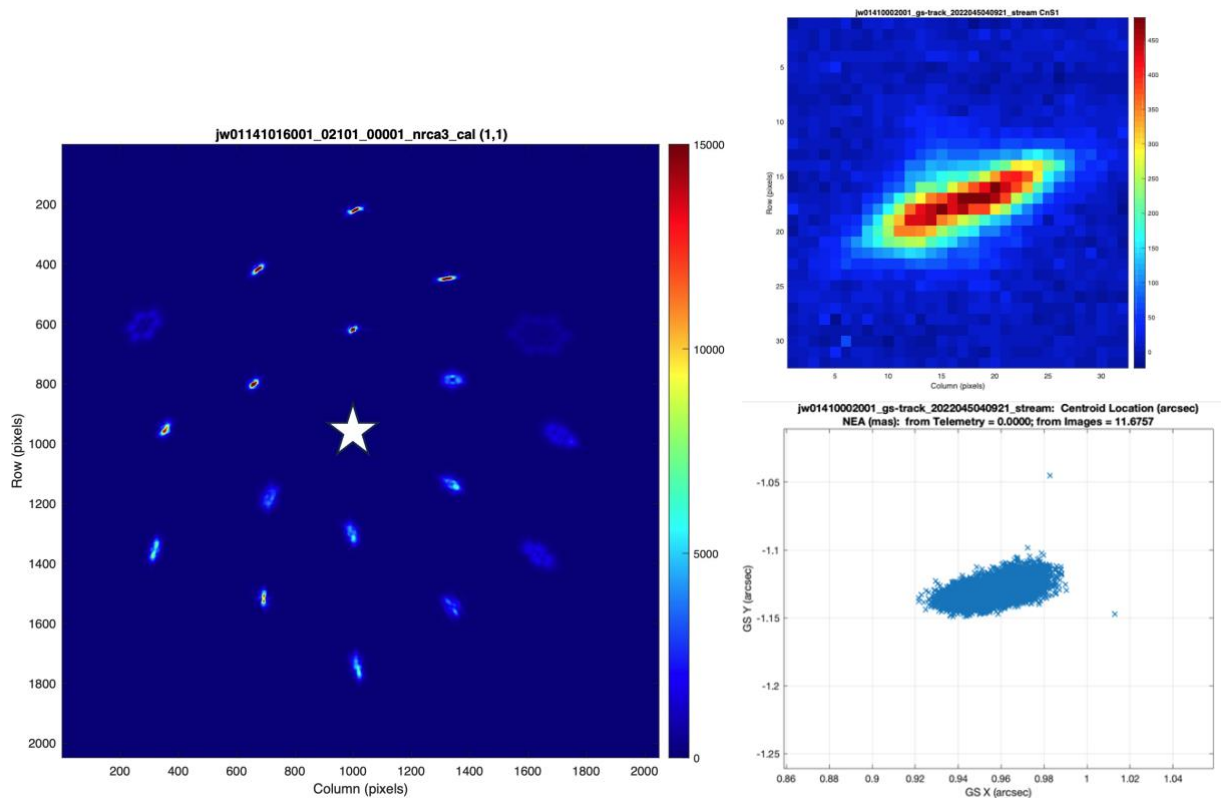 jw01141016001_02101_00001_nrca3_cal (1,1)
200
400
600
800
1000
1200
1400
1600
1800
2000
Row (pixels)
200 400 600 800 1000 1200 1400 1600 1800 2000
Column (pixels)
15000
10000
5000
0
jw01410002001_gs-track_2022045040921_stream CnS1
5
10
15
20
25
30
Row (pixels)
5 10 15 20 25 30
Column (pixels)
450
400
350
300
250
200
150
100
50
0
jw01410002001_gs-track_2022045040921_stream: Centroid Location (arcsec)
NEA (mas): from Telemetry = 0.0000; from Images = 11.6757
-1.05
-1.1
-1.15
-1.2
-1.25
GS Y (arcsec)
0.86 0.88 0.9 0.92 0.94 0.96 0.98 1 1.02 1.04
GS X (arcsec)